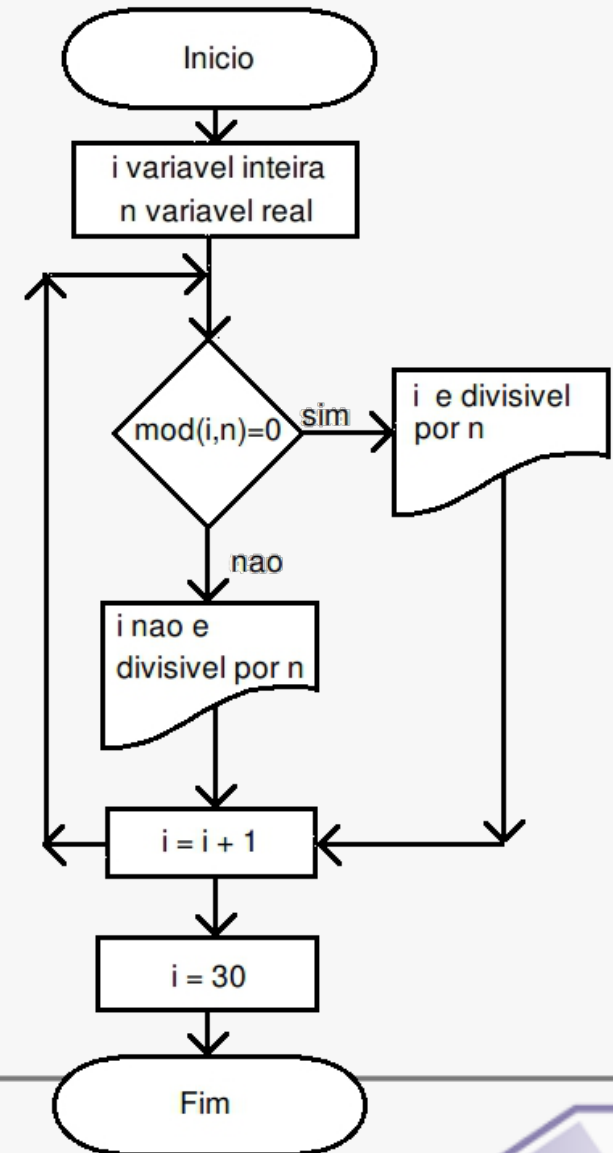 Inicio
i variavel inteira
n variavel real
mod(i,n)=0
sim
i e divisivel
por n
nao
i nao e
divisivel por n
i = i + 1
i = 30
Fim